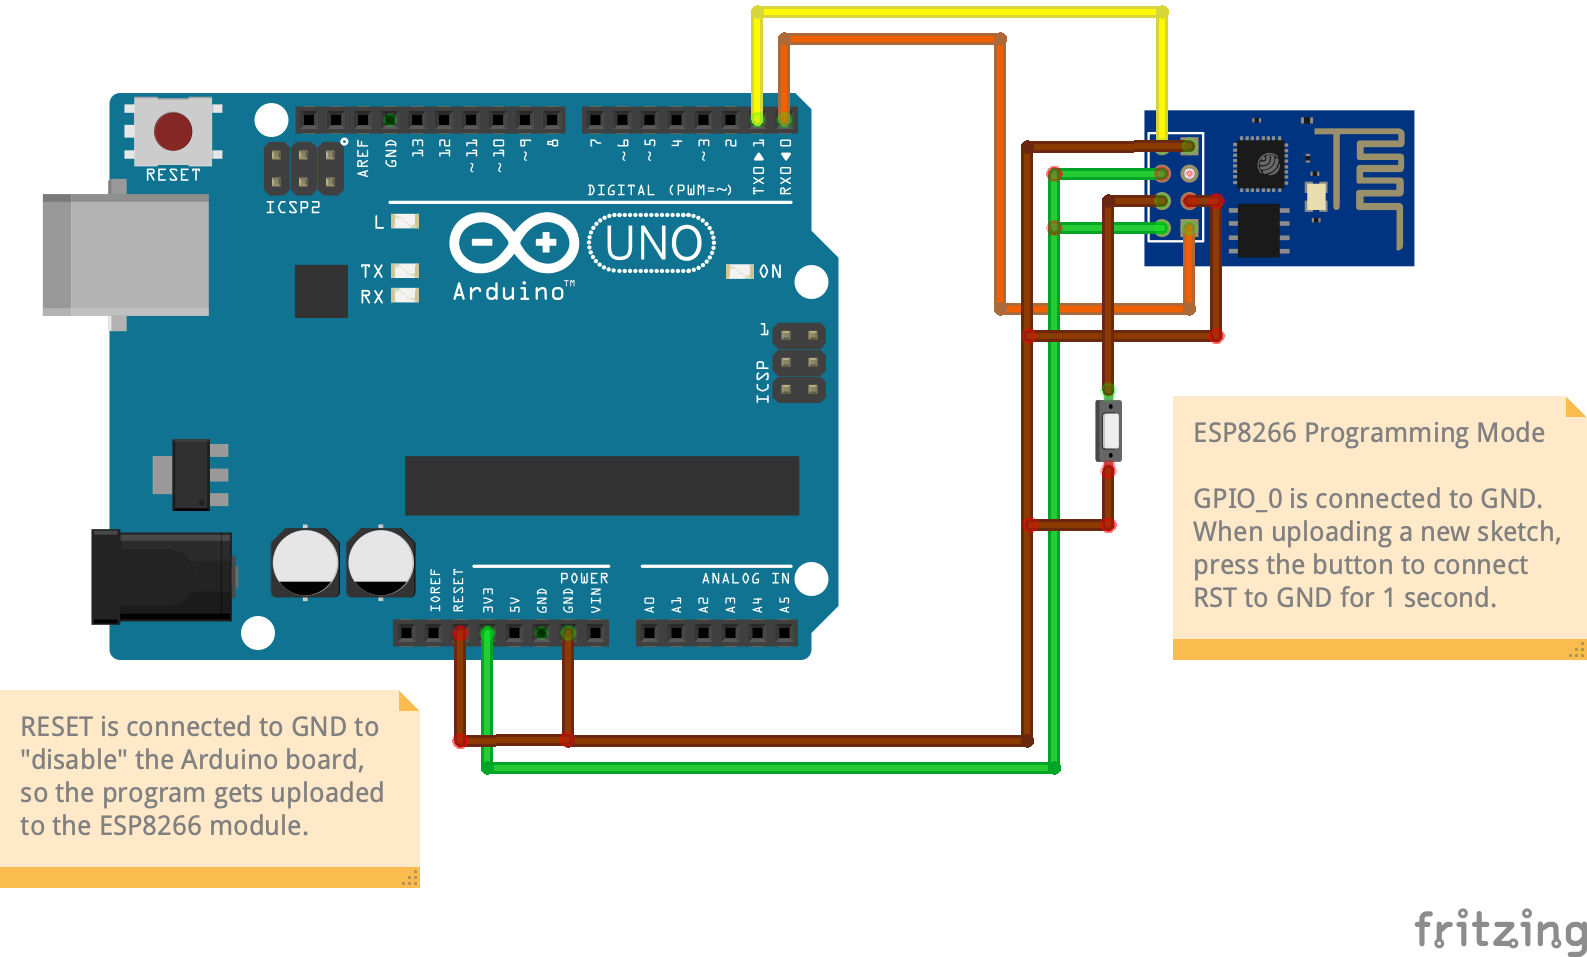 RESET
ICSP2
AREF
GND
13
12
~11
~10
~9
8
7
~6
~5
4
~3
2
TX0▶1
RX0◀0
DIGITAL (PWM=~)
L
TX
RX
UNO
Arduino™
ON
1
ICSP
IOREF
RESET
3V3
5V
GND
GND
VIN
POWER
ANALOG IN
A0
A1
A2
A3
A4
A5
ESP8266 Programming Mode
GPIO_0 is connected to GND.
When uploading a new sketch,
press the button to connect
RST to GND for 1 second.
RESET is connected to GND to
"disable" the Arduino board,
so the program gets uploaded
to the ESP8266 module.
fritzing